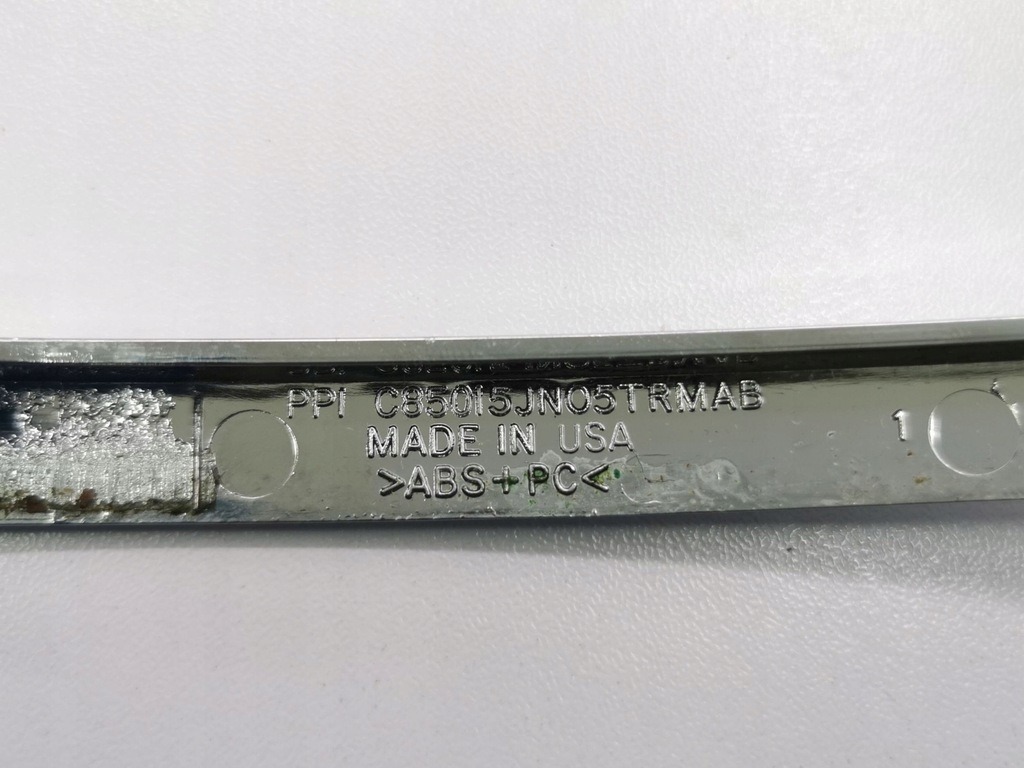 PPI C85015JN05TRMAB
MADE IN USA
>ABS+PC<
1